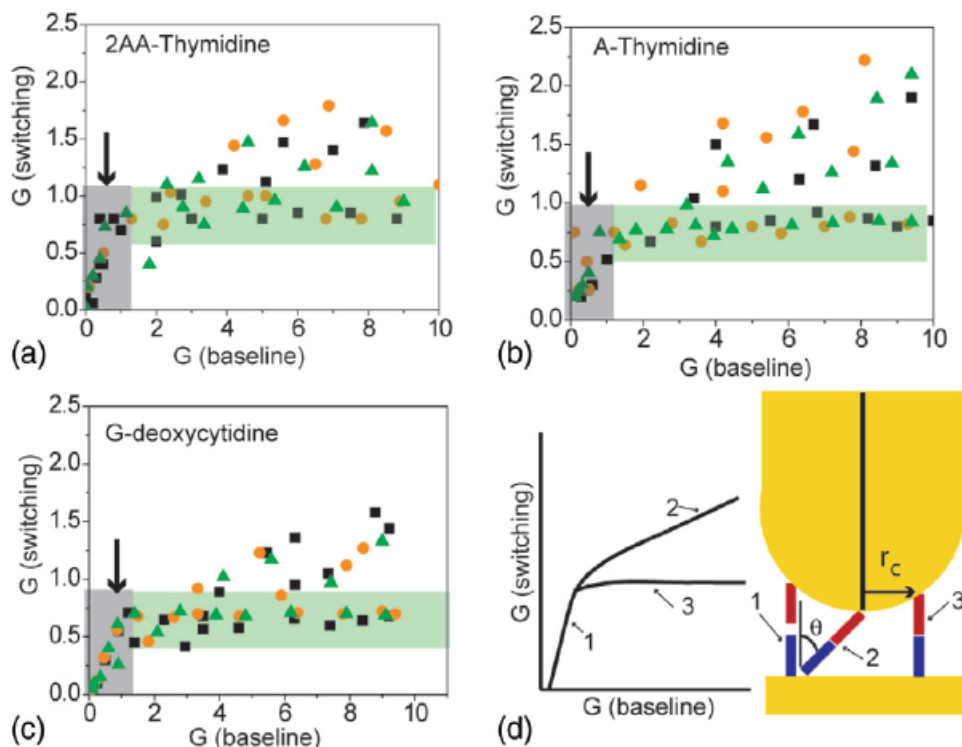 2AA-Thymidine
G (switching)
2.5
2.0
1.5
1.0
0.5
0.0
0
2
4
6
8
10
G (baseline)
(a)
A-Thymidine
G (switching)
2.5
2.0
1.5
1.0
0.5
0.0
0
2
4
6
8
10
G (baseline)
(b)
G-deoxycytidine
G (switching)
2.5
2.0
1.5
1.0
0.5
0.0
0
2
4
6
8
10
G (baseline)
(c)
G (switching)
1
2
3
G (baseline)
(d)
r_c
1
θ
2
3